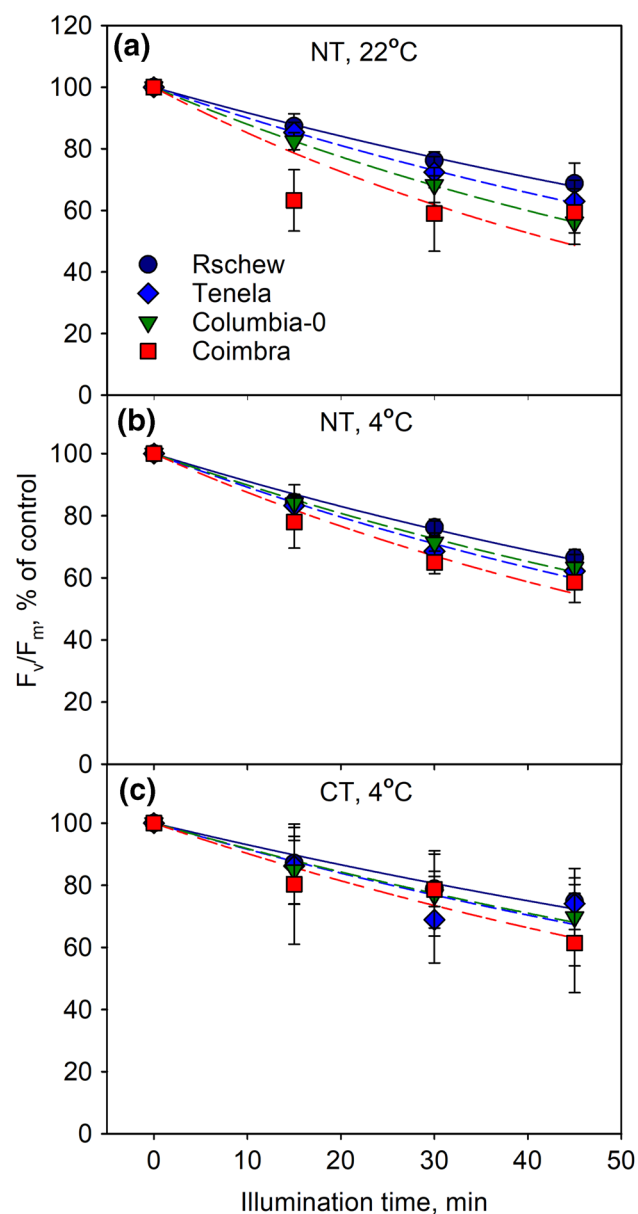 (a)
NT, 22°C
120
100
80
60
40
20
0
Rschew
Tenela
Columbia-0
Coimbra
(b)
NT, 4°C
100
80
60
40
20
0
Fv/Fm, % of control
(c)
CT, 4°C
100
80
60
40
20
0
0 10 20 30 40 50
Illumination time, min